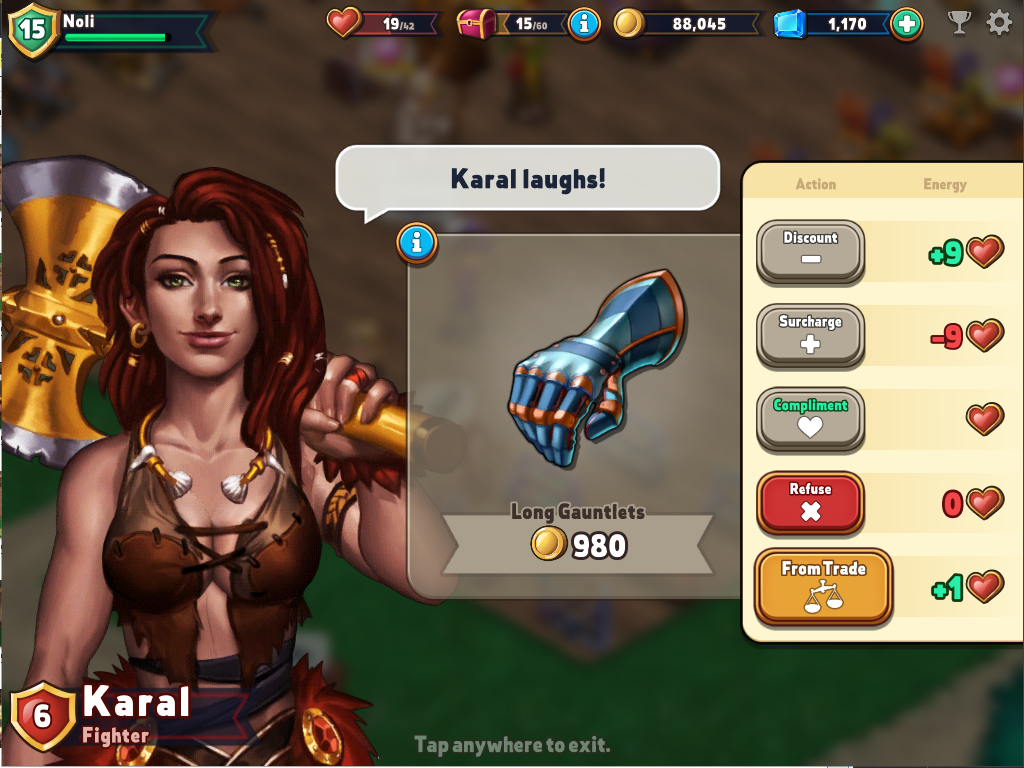 15
Noli
19/42
15/60
88,045
1,170
Karal laughs!
Action Energy
Discount
+9
Surcharge
-9
Compliment
Refuse
0
From Trade
+1
Long Gauntlets
980
6
Karal
Fighter
Tap anywhere to exit.